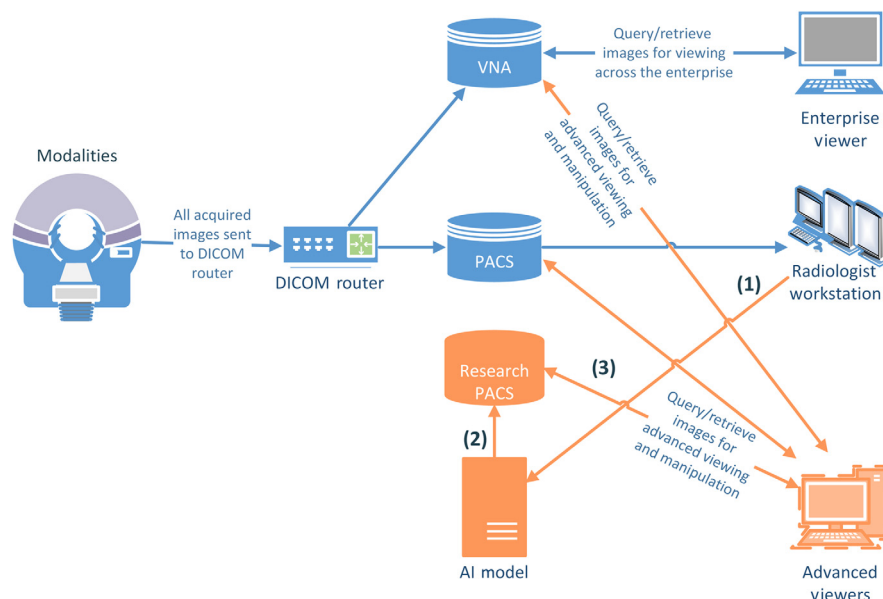 Modalities
All acquired
images sent
to DICOM
router
DICOM router
VNA
Query/retrieve
images for viewing
across the enterprise
Enterprise
viewer
Query/retrieve
images for
advanced viewing
and manipulation
PACS
Radiologist
workstation
(1)
Research
PACS
(3)
(2)
Query/retrieve
images for
advanced viewing
and manipulation
AI model
Advanced
viewers